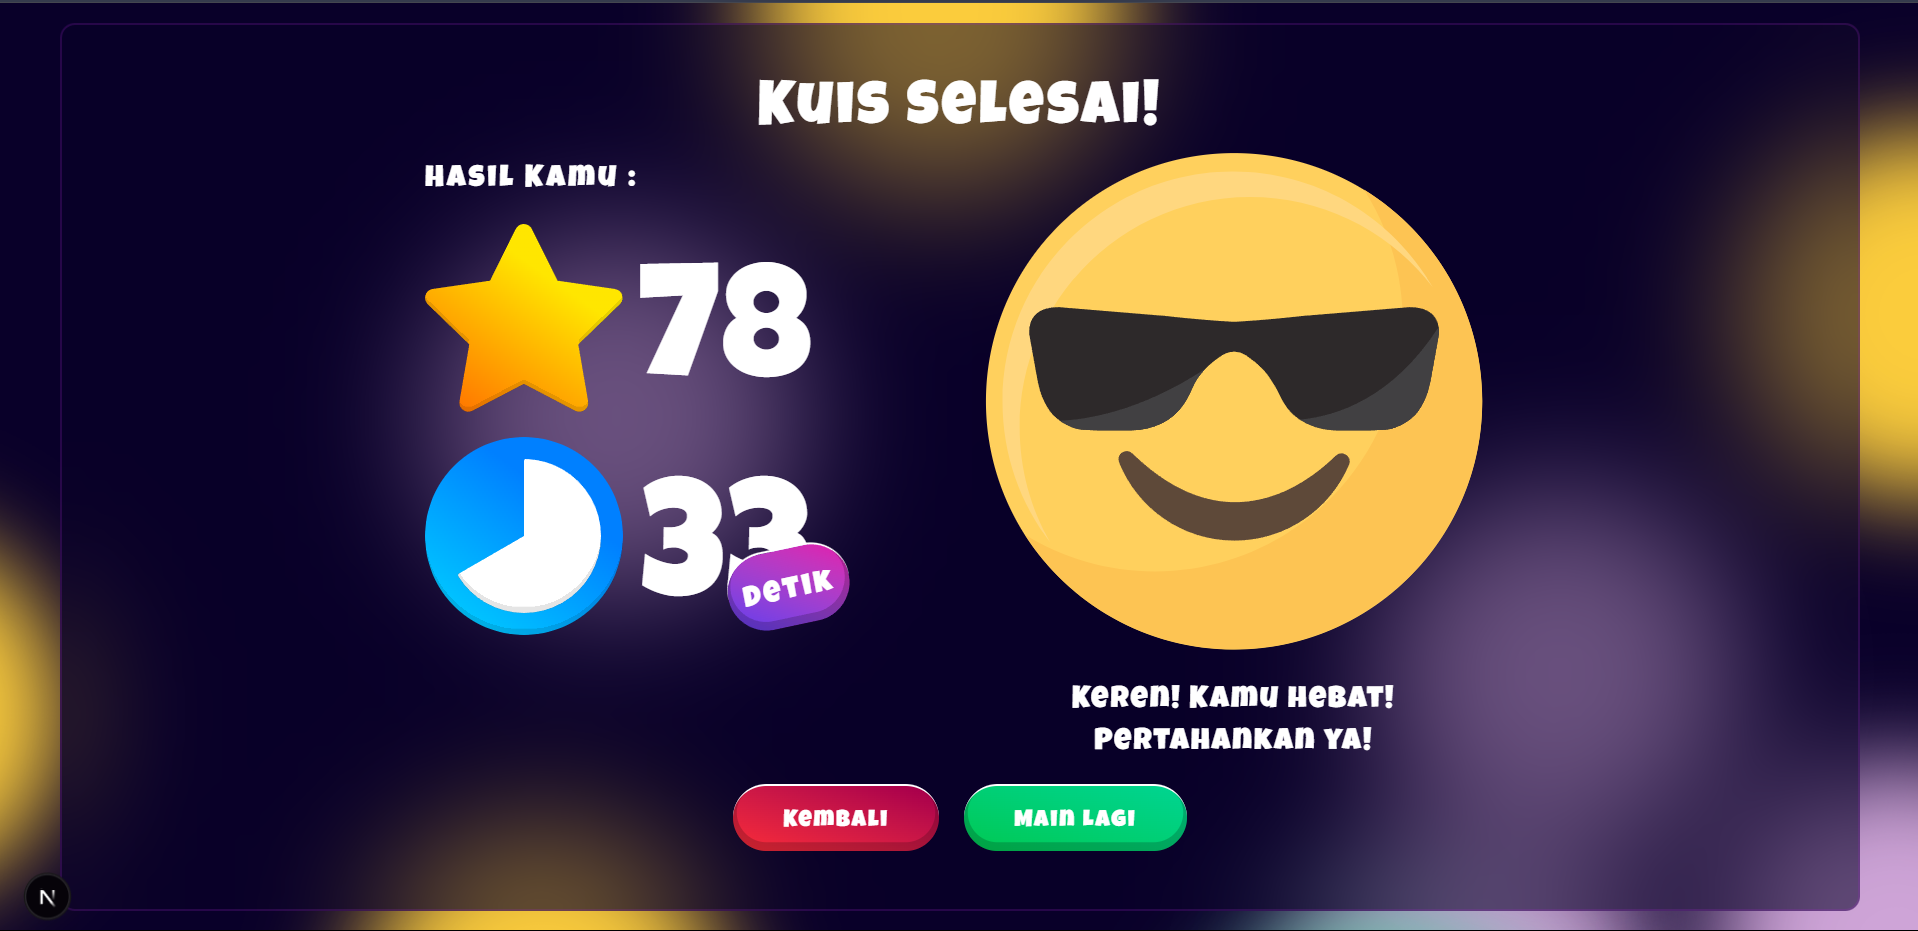 Kuis Selesai!
Hasil Kamu :
78
33
Detik
Keren! Kamu Hebat!
Pertahankan Ya!
Kembali
Main Lagi
N